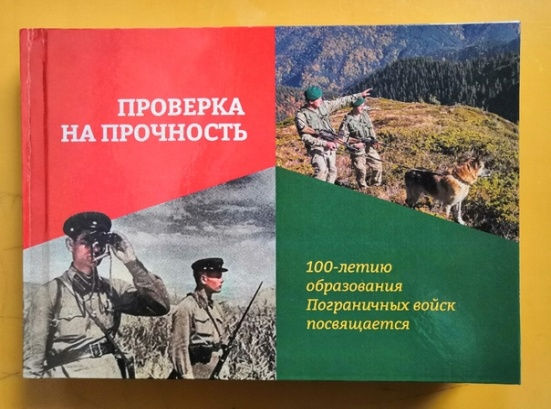 ПРОВЕРКА
НА ПРОЧНОСТЬ
100-летию
образования
Пограничных войск
посвящается